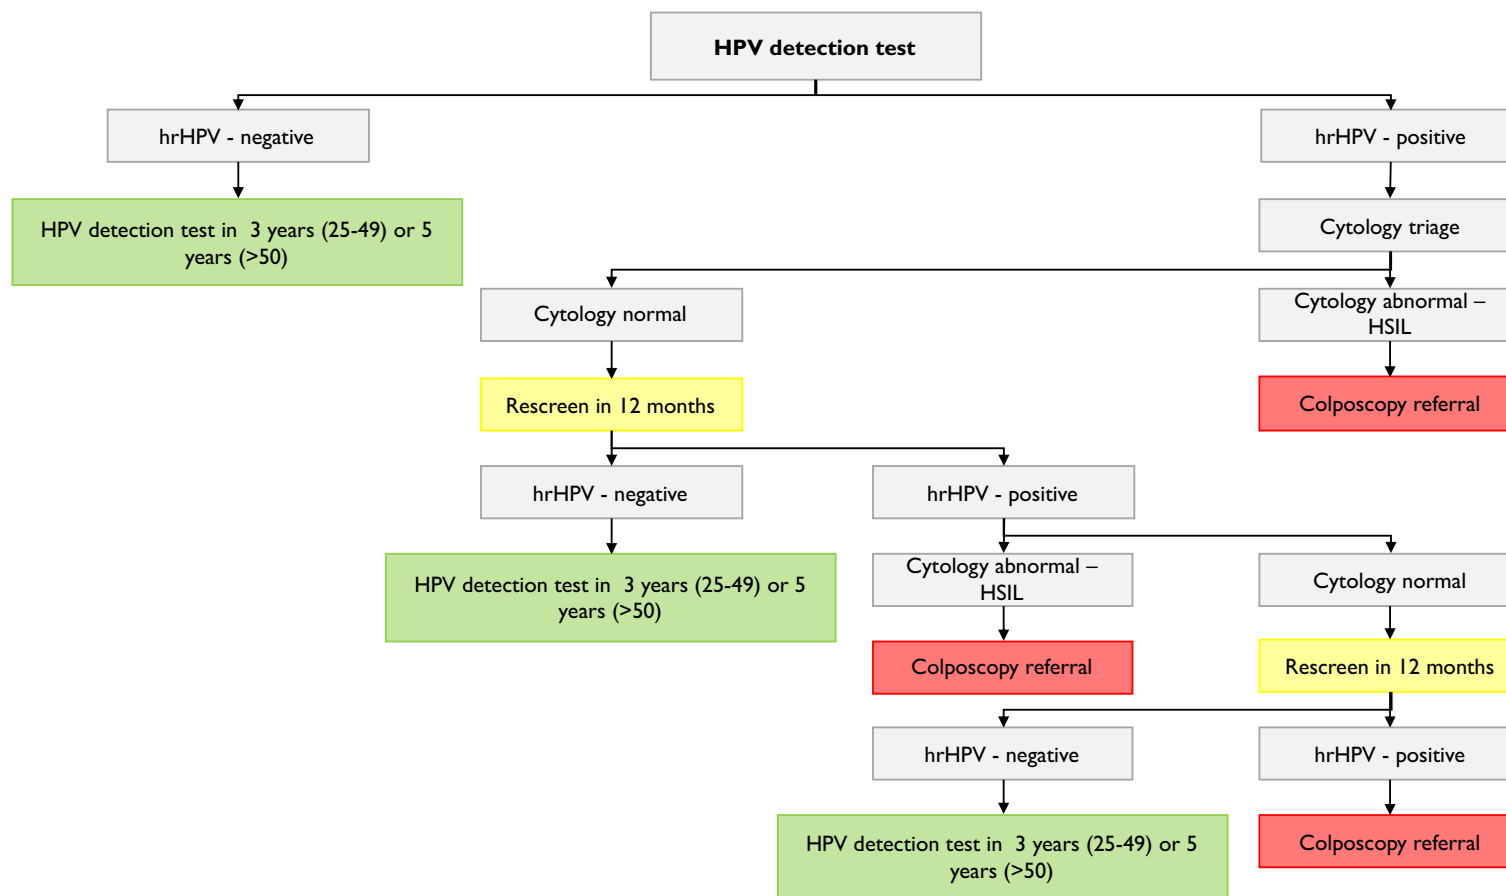 HPV detection test
hrHPV - negative
hrHPV - positive
HPV detection test in 3 years (25-49) or 5
years (>50)
Cytology triage
Cytology normal
Cytology abnormal –
HSIL
Rescreen in 12 months
Colposcopy referral
hrHPV - negative
hrHPV - positive
HPV detection test in 3 years (25-49) or 5
years (>50)
Cytology abnormal –
HSIL
Cytology normal
Colposcopy referral
Rescreen in 12 months
hrHPV - negative
hrHPV - positive
HPV detection test in 3 years (25-49) or 5
years (>50)
Colposcopy referral